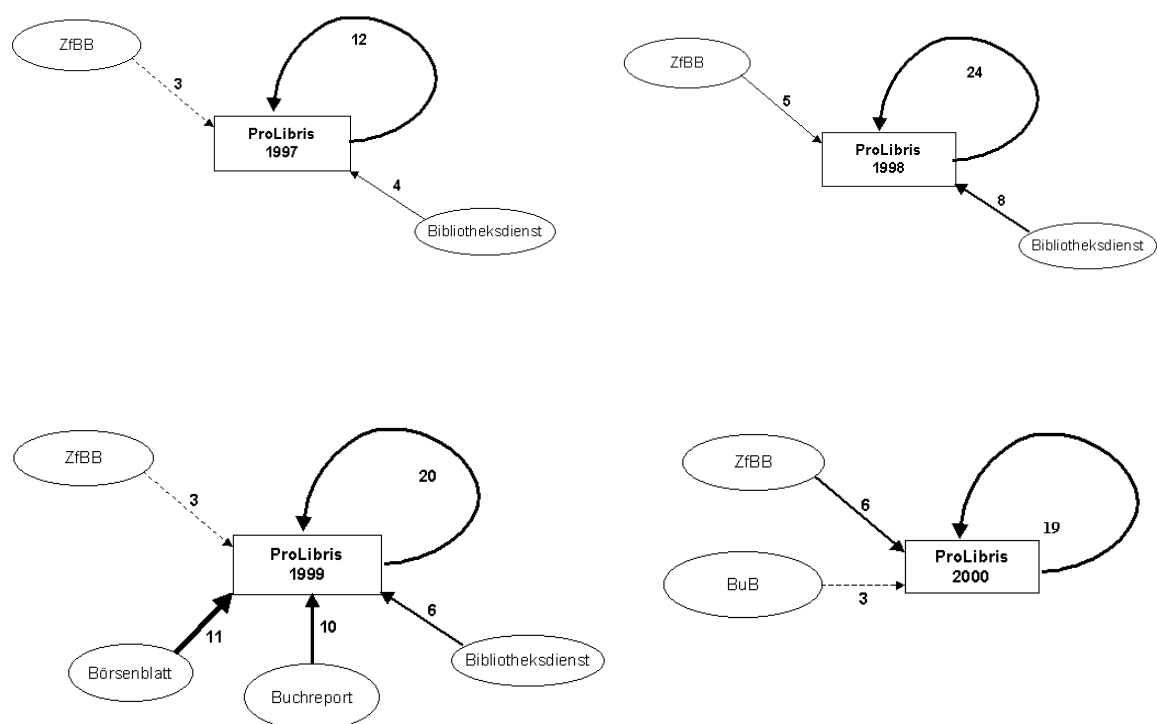 ZfBB
12
3
ProLibris
1997
4
Bibliotheksdienst
ZfBB
24
5
ProLibris
1998
8
Bibliotheksdienst
ZfBB
20
3
ProLibris
1999
11
10
6
Börsenblatt
Buchreport
Bibliotheksdienst
ZfBB
6
19
ProLibris
2000
BuB
3